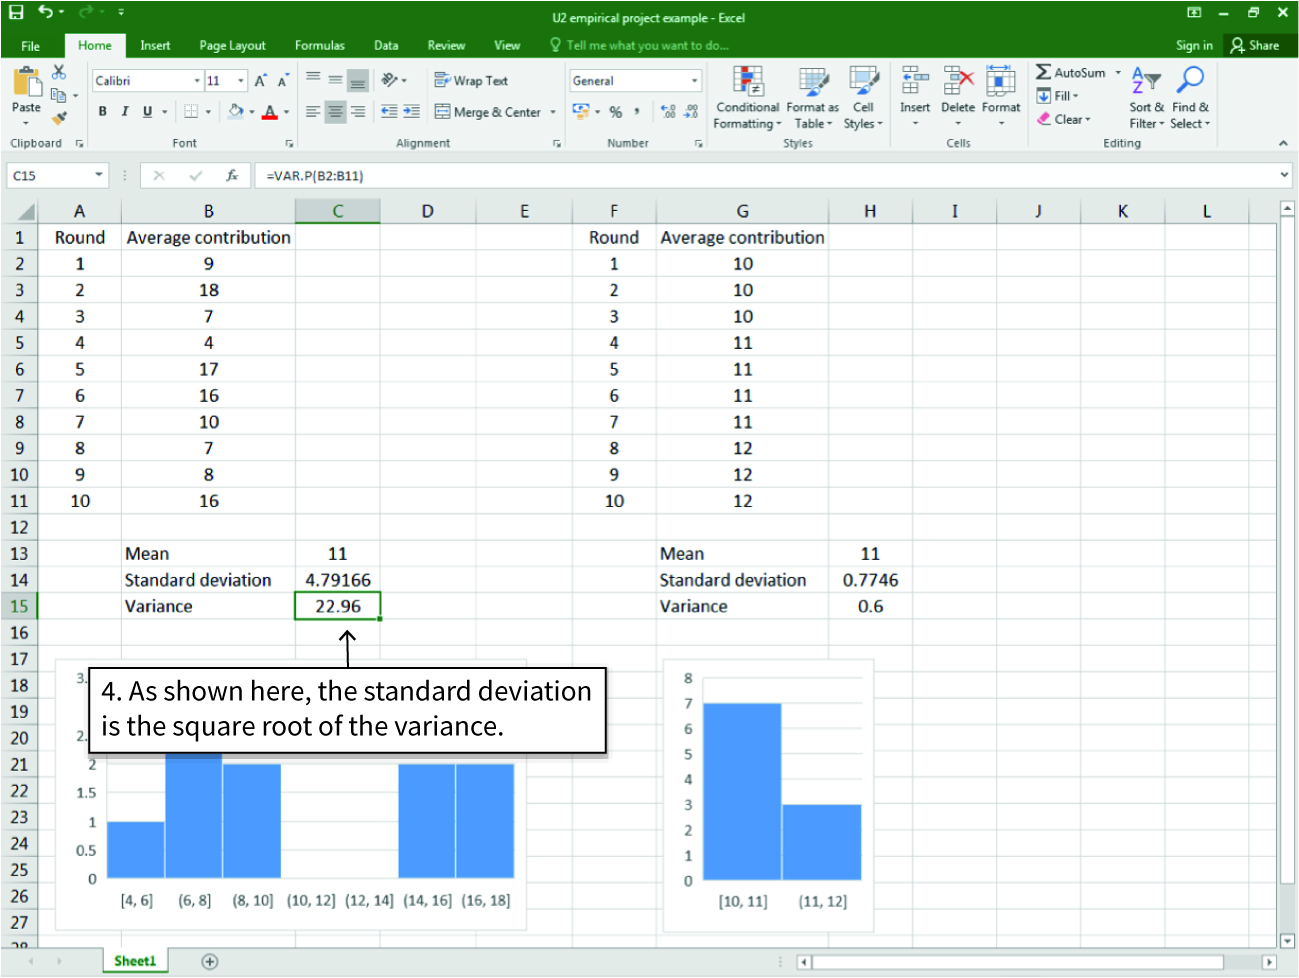 U2 empirical project example - Excel
File Home Insert Page Layout Formulas Data Review View Tell me what you want to do... Sign in Share
Paste
Calibri 11
B I U A
A A
Wrap Text
Merge & Center
General
% ,
Conditional Formatting
Format as Table
Cell Styles
Insert Delete Format
AutoSum
Fill
Clear
Sort & Filter
Find & Select
Clipboard Font Alignment Number Styles Cells Editing
C15 fx =VAR.P(B2:B11)
A B C D E F G H I J K L
1 Round Average contribution Round Average contribution
2 1 9 1 10
3 2 18 2 10
4 3 7 3 10
5 4 4 4 11
6 5 17 5 11
7 6 16 6 11
8 7 10 7 11
9 8 7 8 12
10 9 8 9 12
11 10 16 10 12
12
13 Mean 11 Mean 11
14 Standard deviation 4.79166 Standard deviation 0.7746
15 Variance 22.96 Variance 0.6
16
17
18
19
20
21
22
23
24
25
26
27
28
4. As shown here, the standard deviation
is the square root of the variance.
3.
2.
2
1.5
1
0.5
0
[4, 6] (6, 8] (8, 10] (10, 12] (12, 14] (14, 16] (16, 18]
8
7
6
5
4
3
2
1
0
[10, 11] (11, 12]
Sheet1